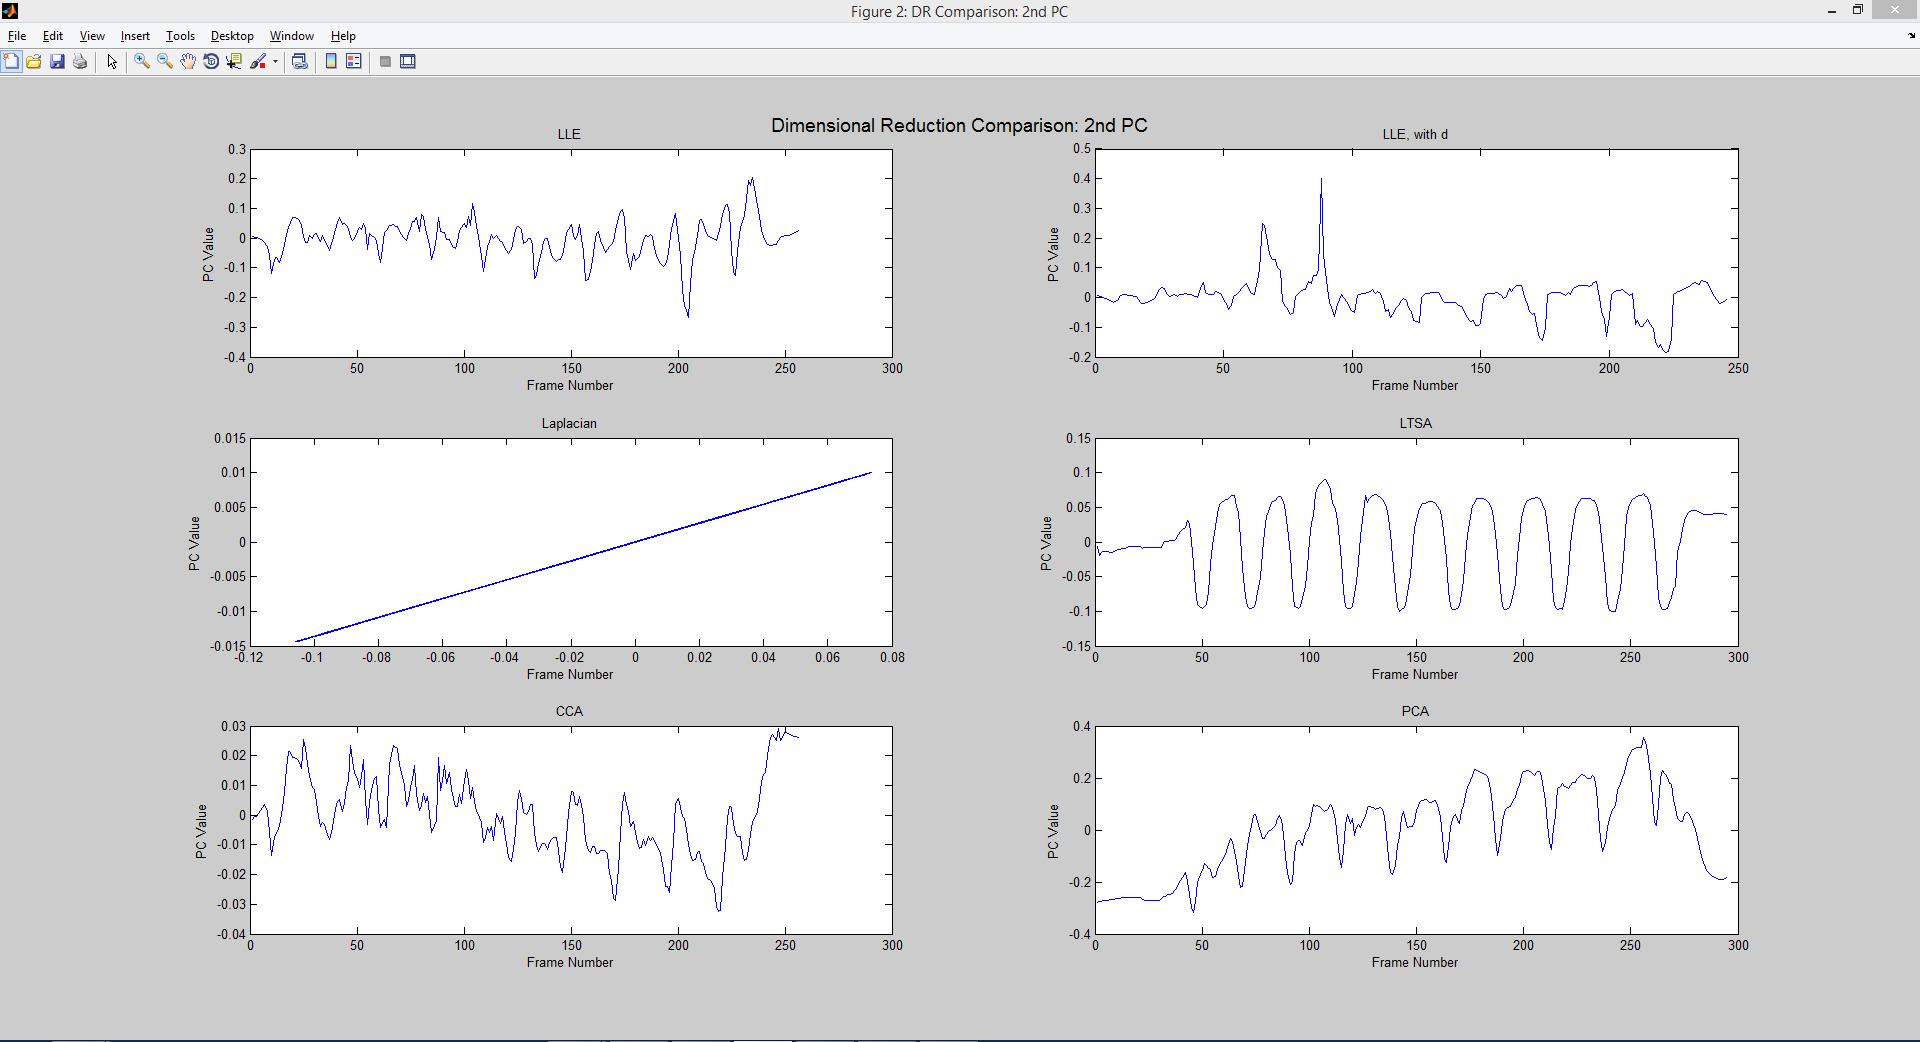 Figure 2: DR Comparison: 2nd PC
File Edit View Insert Tools Desktop Window Help
Dimensional Reduction Comparison: 2nd PC
LLE
0.3
0.2
0.1
0
-0.1
-0.2
-0.3
-0.4
PC Value
0 50 100 150 200 250 300
Frame Number
LLE, with d
0.5
0.4
0.3
0.2
0.1
0
-0.1
-0.2
PC Value
0 50 100 150 200 250
Frame Number
Laplacian
0.015
0.01
0.005
0
-0.005
-0.01
-0.015
PC Value
-0.12 -0.1 -0.08 -0.06 -0.04 -0.02 0 0.02 0.04 0.06 0.08
Frame Number
LTSA
0.15
0.1
0.05
0
-0.05
-0.1
-0.15
PC Value
0 50 100 150 200 250 300
Frame Number
CCA
0.03
0.02
0.01
0
-0.01
-0.02
-0.03
-0.04
PC Value
0 50 100 150 200 250 300
Frame Number
PCA
0.4
0.2
0
-0.2
-0.4
PC Value
0 50 100 150 200 250 300
Frame Number